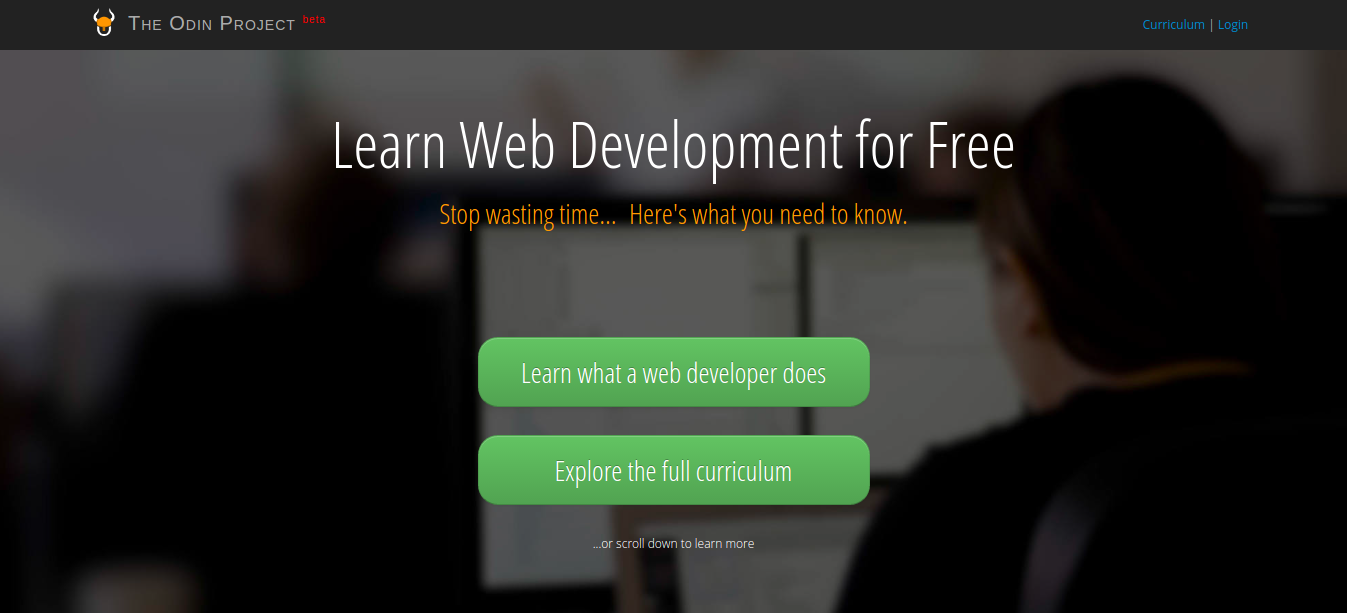 The Odin Project beta
Curriculum | Login
Learn Web Development for Free
Stop wasting time... Here's what you need to know.
Learn what a web developer does
Explore the full curriculum
...or scroll down to learn more